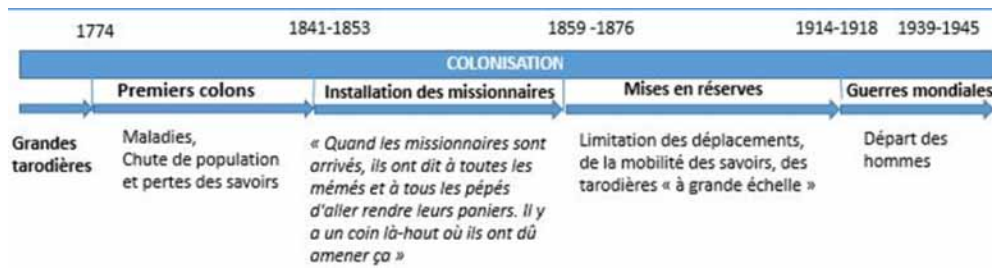 1774
1841-1853
1859 -1876
1914-1918
1939-1945
COLONISATION
Premiers colons
Installation des missionnaires
Mises en réserves
Guerres mondiales
Grandes
tarodières
Maladies,
Chute de population
et pertes des savoirs
« Quand les missionnaires sont
arrivés, ils ont dit à toutes les
mémés et à tous les pépés
d'aller rendre leurs paniers. Il y
a un coin là-haut où ils ont dû
amener ça »
Limitation des déplacements,
de la mobilité des savoirs, des
tarodières « à grande échelle »
Départ des
hommes